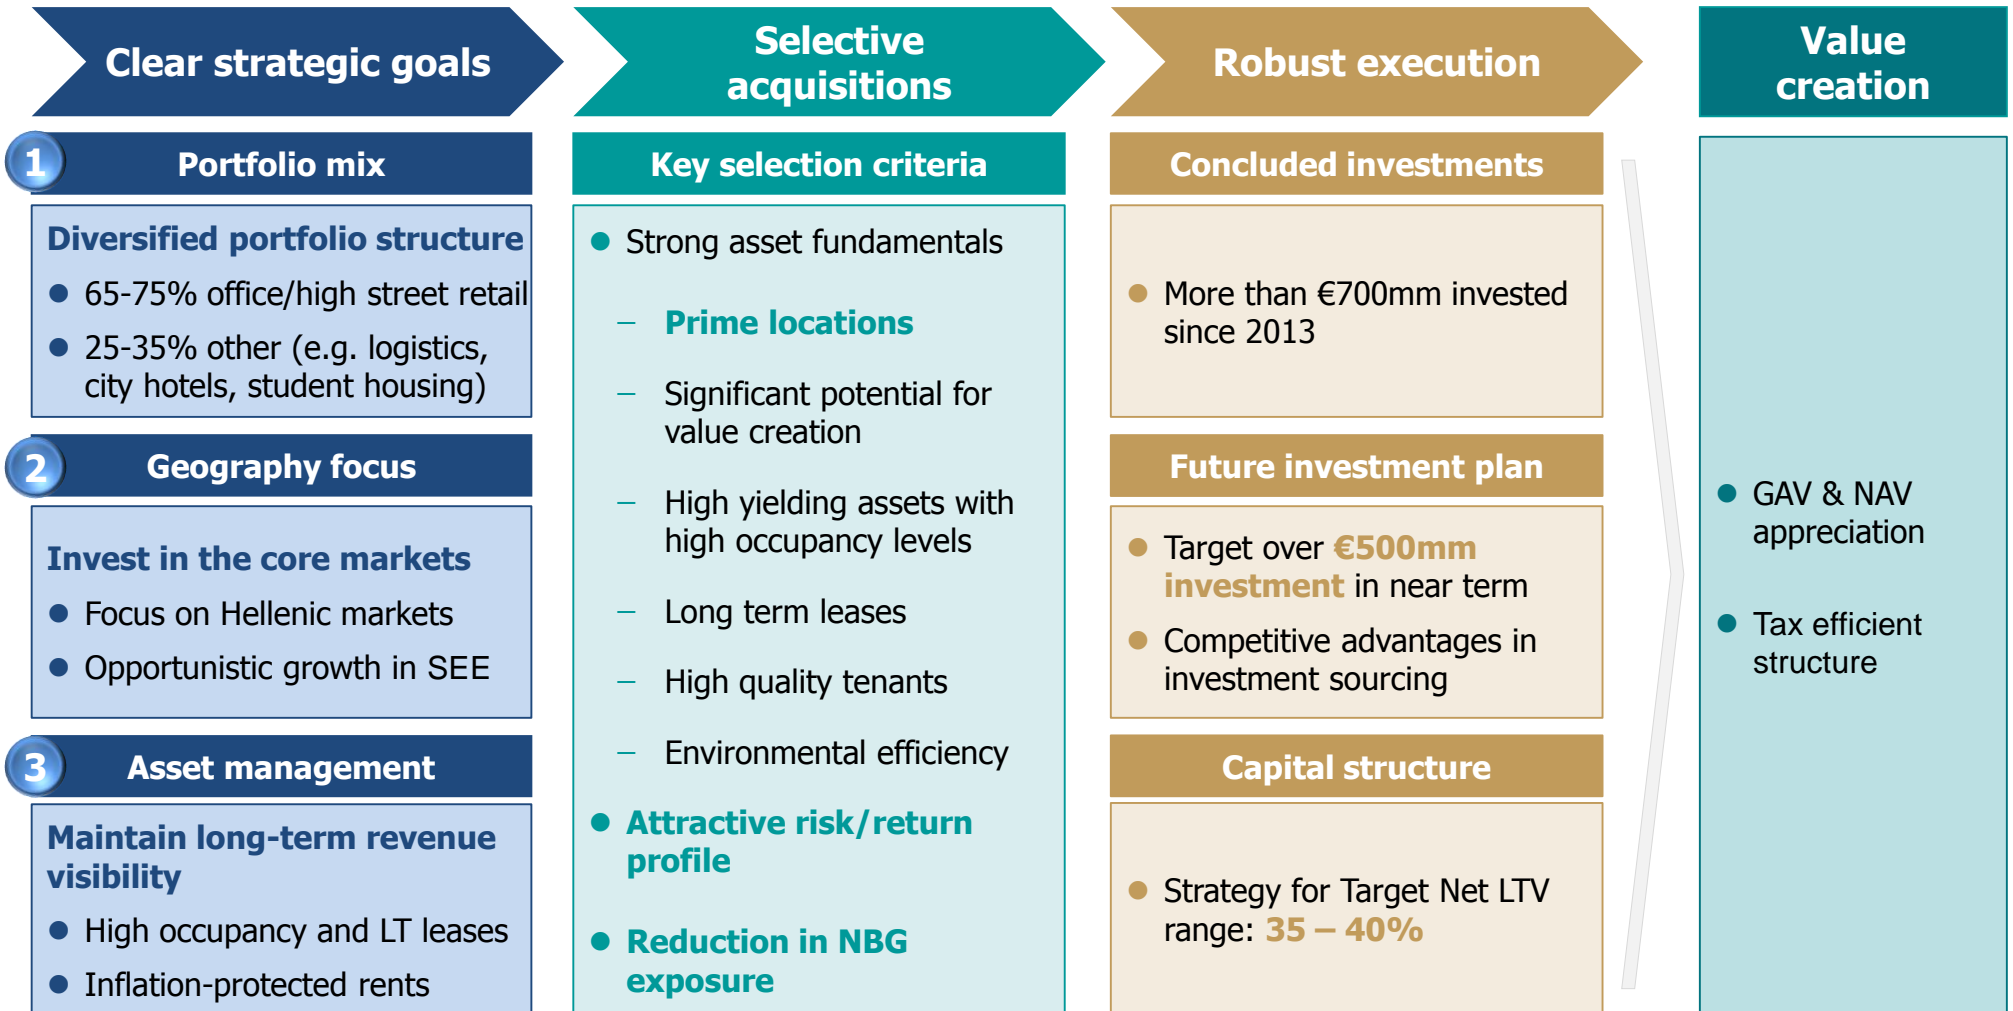 Clear strategic goals
Selective
acquisitions
Robust execution
Value
creation
1
Portfolio mix
Diversified portfolio structure
● 65-75% office/high street retail
● 25-35% other (e.g. logistics,
city hotels, student housing)
2
Geography focus
Invest in the core markets
● Focus on Hellenic markets
● Opportunistic growth in SEE
3
Asset management
Maintain long-term revenue
visibility
● High occupancy and LT leases
● Inflation-protected rents
Key selection criteria
● Strong asset fundamentals
– Prime locations
– Significant potential for
value creation
– High yielding assets with
high occupancy levels
– Long term leases
– High quality tenants
– Environmental efficiency
● Attractive risk/return
profile
● Reduction in NBG
exposure
Concluded investments
● More than €700mm invested
since 2013
Future investment plan
● Target over €500mm
investment in near term
● Competitive advantages in
investment sourcing
Capital structure
● Strategy for Target Net LTV
range: 35 – 40%
● GAV & NAV
appreciation
● Tax efficient
structure